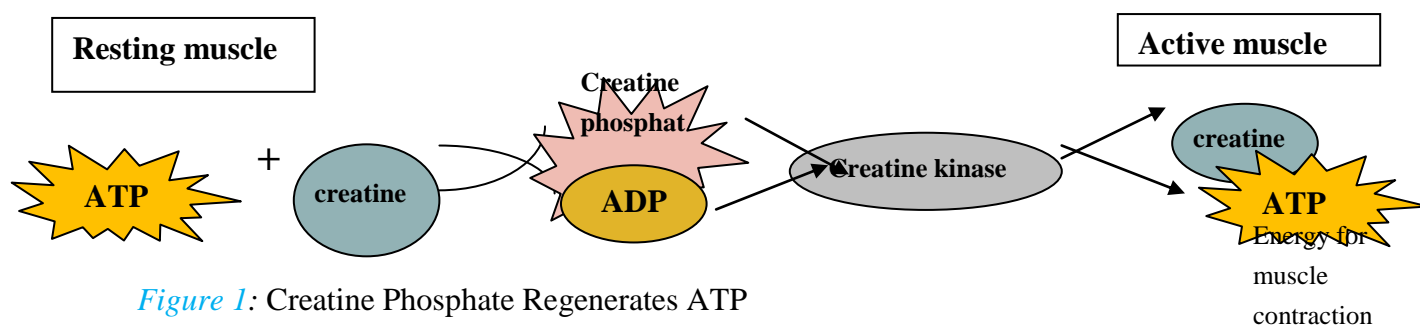 Resting muscle
Active muscle
Creatine
phosphat
ATP
+
creatine
ADP
Creatine kinase
creatine
ATP
Energy for
muscle
contraction
Figure 1: Creatine Phosphate Regenerates ATP